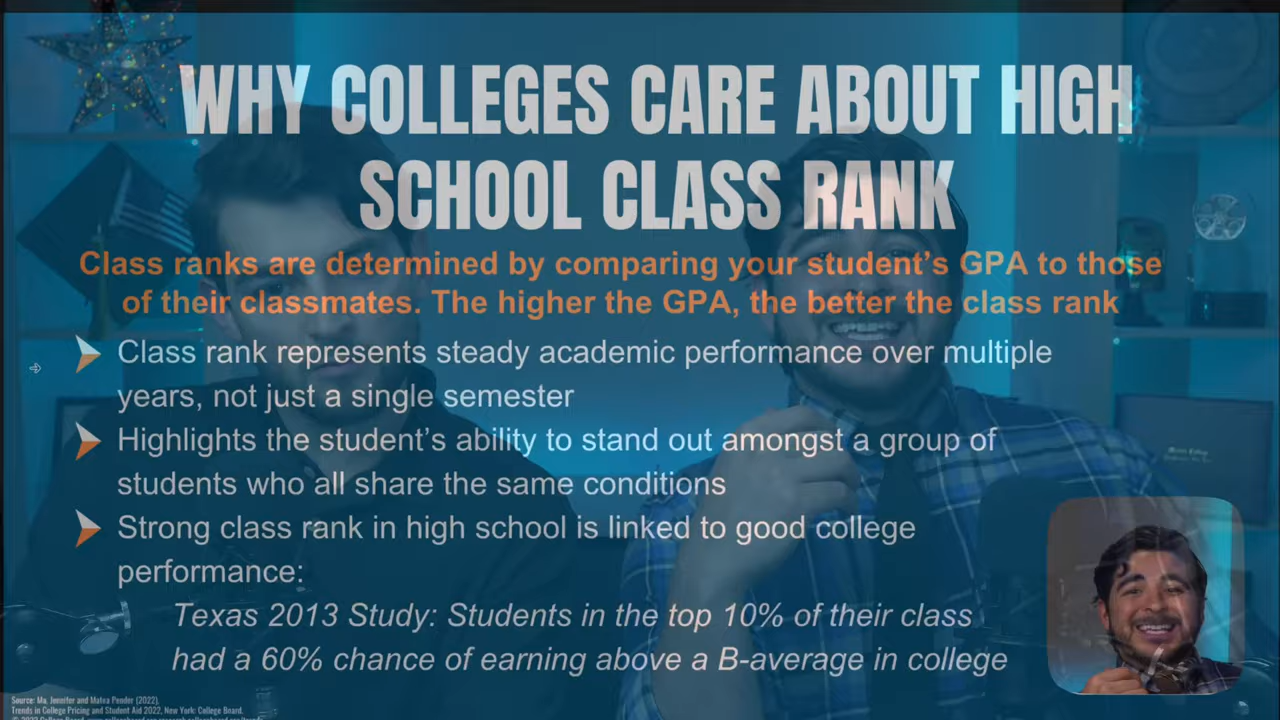 WHY COLLEGES CARE ABOUT HIGH
SCHOOL CLASS RANK
Class ranks are determined by comparing your student's GPA to those
of their classmates. The higher the GPA, the better the class rank
Class rank represents steady academic performance over multiple
years, not just a single semester
Highlights the student's ability to stand out amongst a group of
students who all share the same conditions
Strong class rank in high school is linked to good college
performance:
Texas 2013 Study: Students in the top 10% of their class
had a 60% chance of earning above a B-average in college
Source: Ma, Jennifer and Matea Pender (2022).
Trends in College Pricing and Student Aid 2022, New York: College Board.